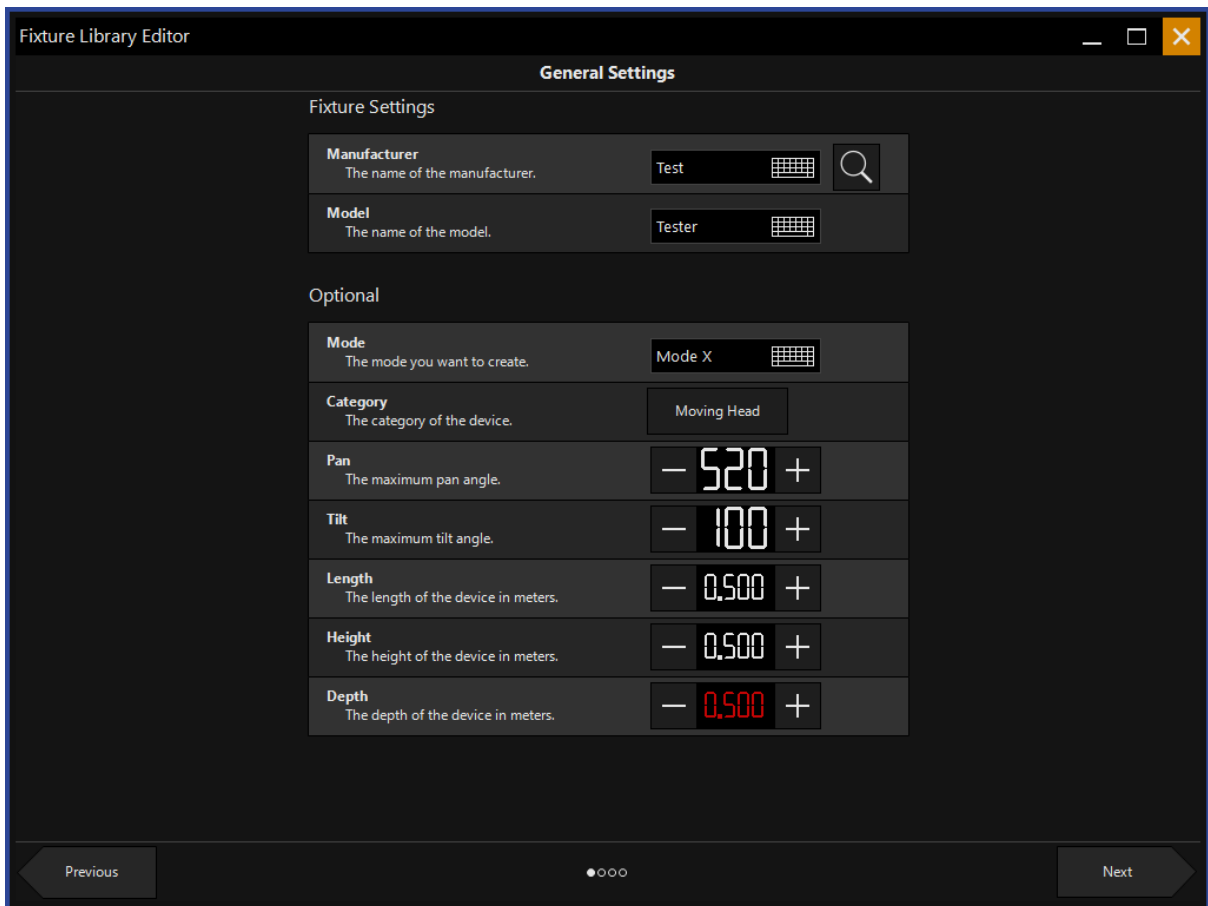 Fixture Library Editor
General Settings
Fixture Settings
Manufacturer
The name of the manufacturer.
Test
Model
The name of the model.
Tester
Optional
Mode
The mode you want to create.
Mode X
Category
The category of the device.
Moving Head
Pan
The maximum pan angle.
520
Tilt
The maximum tilt angle.
100
Length
The length of the device in meters.
0.500
Height
The height of the device in meters.
0.500
Depth
The depth of the device in meters.
0.500
Previous
Next